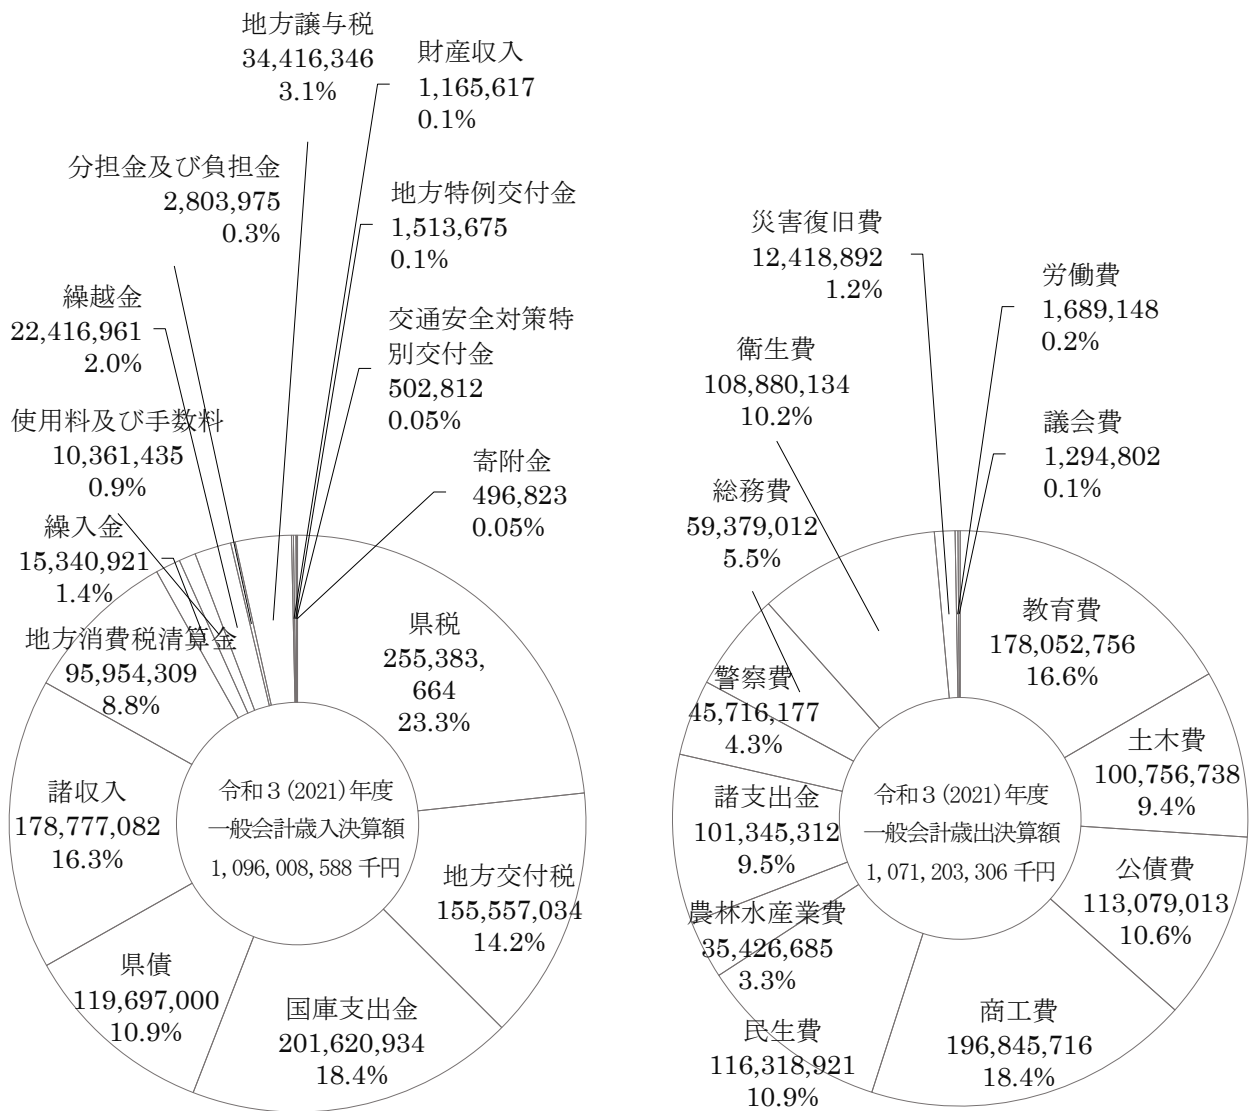 地方譲与税
34,416,346
3.1%
財産収入
1,165,617
0.1%
分担金及び負担金
2,803,975
0.3%
地方特例交付金
1,513,675
0.1%
繰越金
22,416,961
2.0%
交通安全対策特
別交付金
502,812
0.05%
使用料及び手数料
10,361,435
0.9%
寄附金
496,823
0.05%
繰入金
15,340,921
1.4%
地方消費税清算金
95,954,309
8.8%
県税
255,383,
664
23.3%
諸収入
178,777,082
16.3%
令和3(2021)年度
一般会計歳入決算額
1,096,008,588 千円
地方交付税
155,557,034
14.2%
県債
119,697,000
10.9%
国庫支出金
201,620,934
18.4%
災害復旧費
12,418,892
1.2%
労働費
1,689,148
0.2%
衛生費
108,880,134
10.2%
議会費
1,294,802
0.1%
総務費
59,379,012
5.5%
教育費
178,052,756
16.6%
警察費
45,716,177
4.3%
土木費
100,756,738
9.4%
諸支出金
101,345,312
9.5%
令和3(2021)年度
一般会計歳出決算額
1,071,203,306 千円
公債費
113,079,013
10.6%
農林水産業費
35,426,685
3.3%
民生費
116,318,921
10.9%
商工費
196,845,716
18.4%